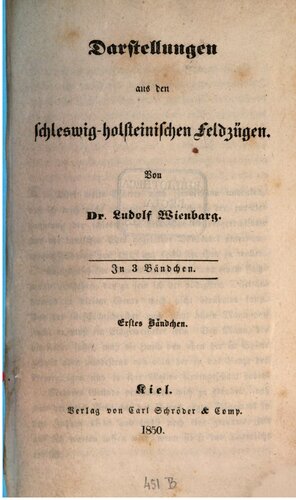 Darstellungen
aus den
schleswig-holsteinischen Feldzügen.
Von
Dr. Ludolf Wienbarg.
In 3 Bändchen.
Erstes Bändchen.
Kiel.
Verlag von Carl Schröder & Comp.
1850.
451 B